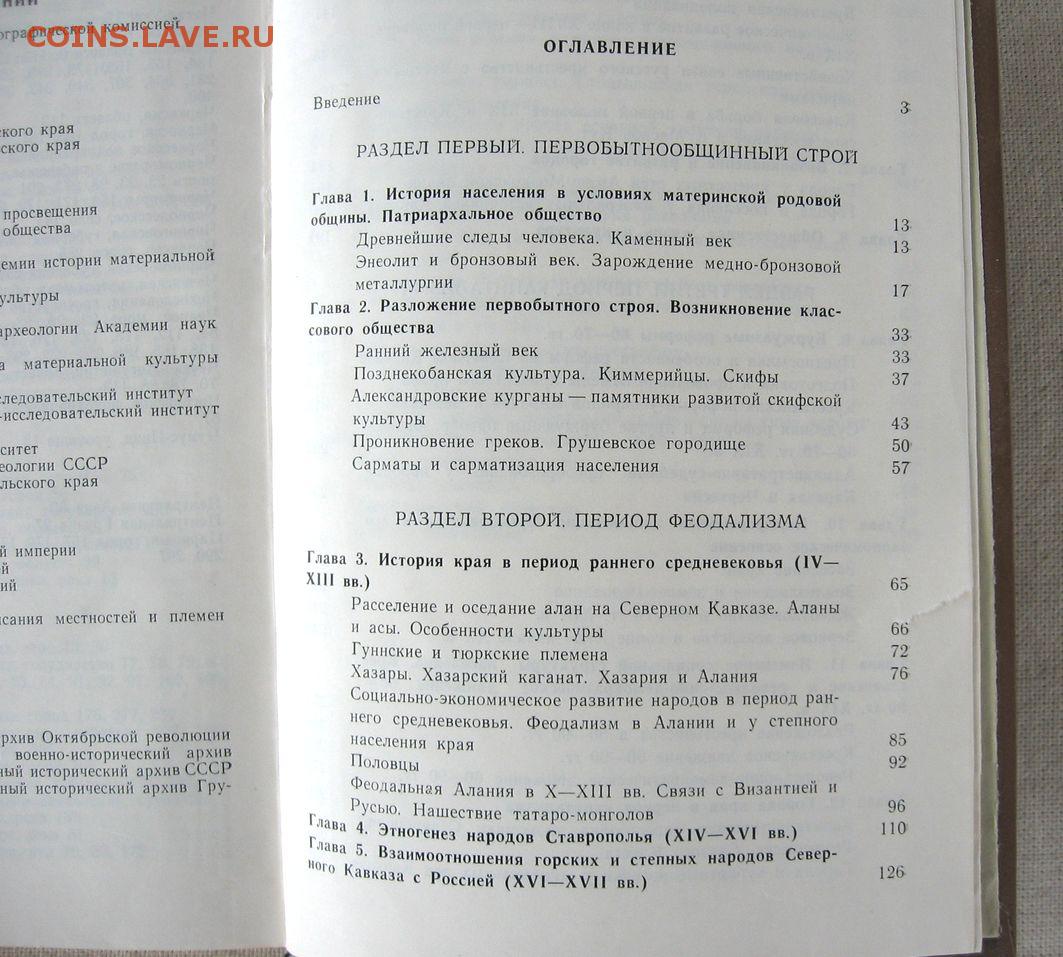 COINS.LAVE.RU
ографической комиссией
ского края
ского края
просвещения
общества
емии истории материальной
ультуры
археологии Академии наук
а материальной культуры
следовательский институт
-исследовательский институт
ситет
еологии СССР
льского края
й империи
й
ий
исания местностей и племен
рхив Октябрьской революции
военно-исторический архив
ный исторический архив СССР
ный исторический архив Гру-
ОГЛАВЛЕНИЕ
Введение 3
РАЗДЕЛ ПЕРВЫЙ. ПЕРВОБЫТНООБЩИННЫЙ СТРОЙ
Глава 1. История населения в условиях материнской родовой
общины. Патриархальное общество 13
Древнейшие следы человека. Каменный век 13
Энеолит и бронзовый век. Зарождение медно-бронзовой
металлургии 17
Глава 2. Разложение первобытного строя. Возникновение клас-
сового общества 33
Ранний железный век 33
Позднекобанская культура. Киммерийцы. Скифы 37
Александровские курганы — памятники развитой скифской
культуры 43
Проникновение греков. Грушевское городище 50
Сарматы и сарматизация населения 57
РАЗДЕЛ ВТОРОЙ. ПЕРИОД ФЕОДАЛИЗМА
Глава 3. История края в период раннего средневековья (IV—
XIII вв.) 65
Расселение и оседание алан на Северном Кавказе. Аланы
и асы. Особенности культуры 66
Гуннские и тюркские племена 72
Хазары. Хазарский каганат. Хазария и Алания 76
Социально-экономическое развитие народов в период ран-
него средневековья. Феодализм в Алании и у степного
населения края 85
Половцы 92
Феодальная Алания в X—XIII вв. Связи с Византией и
Русью. Нашествие татаро-монголов 96
Глава 4. Этногенез народов Ставрополья (XIV—XVI вв.) 110
Глава 5. Взаимоотношения горских и степных народов Север-
ного Кавказа с Россией (XVI—XVII вв.) 126